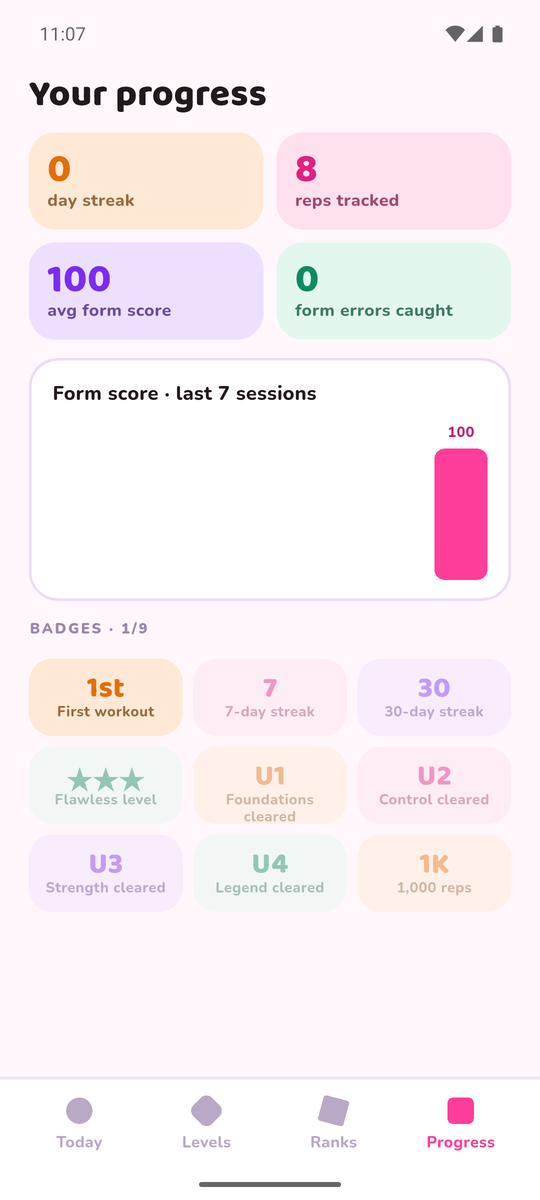 11:07
Your progress
0
day streak
8
reps tracked
100
avg form score
0
form errors caught
Form score · last 7 sessions
100
BADGES · 1/9
1st
First workout
7
7-day streak
30
30-day streak
★★★
Flawless level
U1
Foundations
cleared
U2
Control cleared
U3
Strength cleared
U4
Legend cleared
1K
1,000 reps
Today
Levels
Ranks
Progress